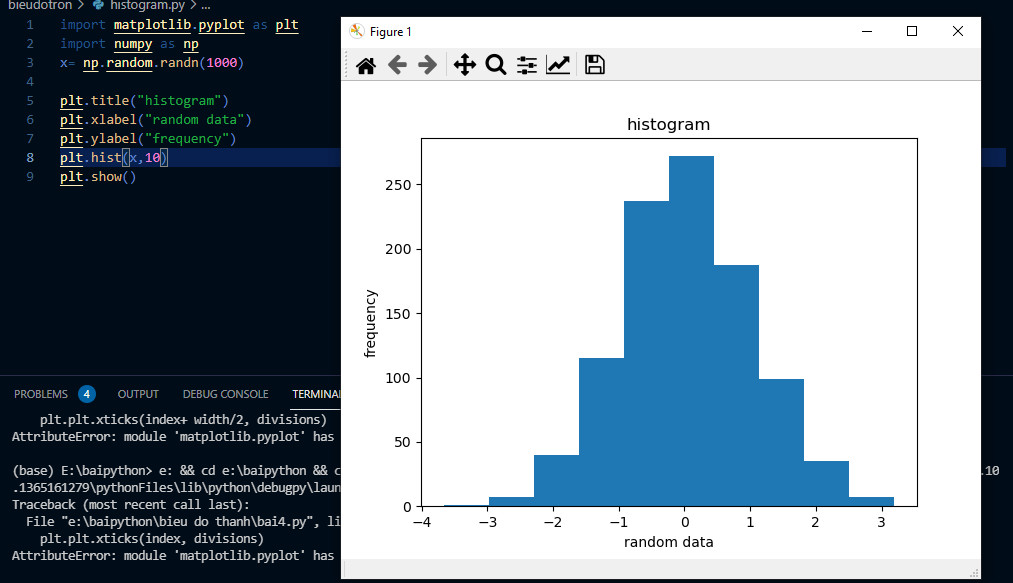 bieudotron > histogram.py > ...
1 import matplotlib.pyplot as plt
2 import numpy as np
3 x= np.random.randn(1000)
4
5 plt.title("histogram")
6 plt.xlabel("random data")
7 plt.ylabel("frequency")
8 plt.hist(x,10)
9 plt.show()
PROBLEMS 4 OUTPUT DEBUG CONSOLE TERMINA
plt.plt.xticks(index+ width/2, divisions)
AttributeError: module 'matplotlib.pyplot' has
(base) E:\baipython> e: && cd e:\baipython && c
.10
.1365161279\pythonFiles\lib\python\debugpy\laun
Traceback (most recent call last):
File "e:\baipython\bieu do thanh\bai4.py", li
plt.plt.xticks(index, divisions)
AttributeError: module 'matplotlib.pyplot' has
Figure 1
histogram
frequency
250
200
150
100
50
0
−4 −3 −2 −1 0 1 2 3
random data